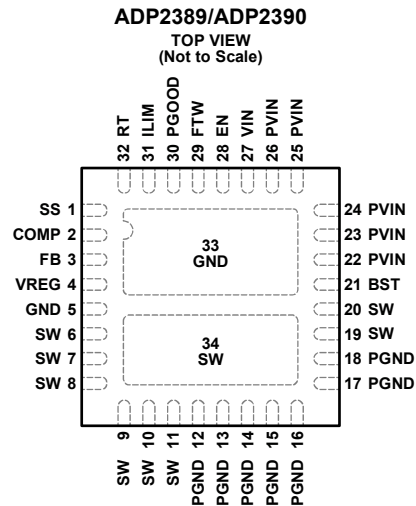 ADP2389/ADP2390
TOP VIEW
(Not to Scale)
32 RT
31 ILIM
30 PGOOD
29 FTW
28 EN
27 VIN
26 PVIN
25 PVIN
SS 1
COMP 2
FB 3
VREG 4
GND 5
SW 6
SW 7
SW 8
33
GND
34
SW
24 PVIN
23 PVIN
22 PVIN
21 BST
20 SW
19 SW
18 PGND
17 PGND
SW 9
SW 10
SW 11
PGND 12
PGND 13
PGND 14
PGND 15
PGND 16